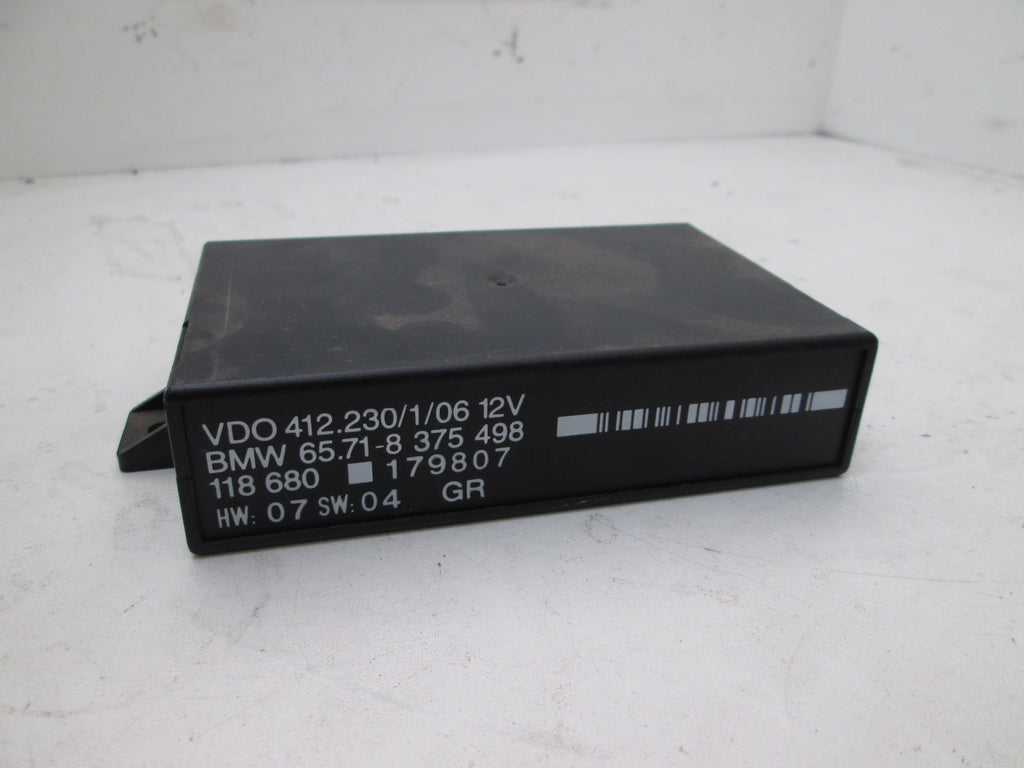 VDO 412.230/1/06 12V
BMW 65.71-8 375 498
118 680 179807
HW: 07 SW: 04 GR